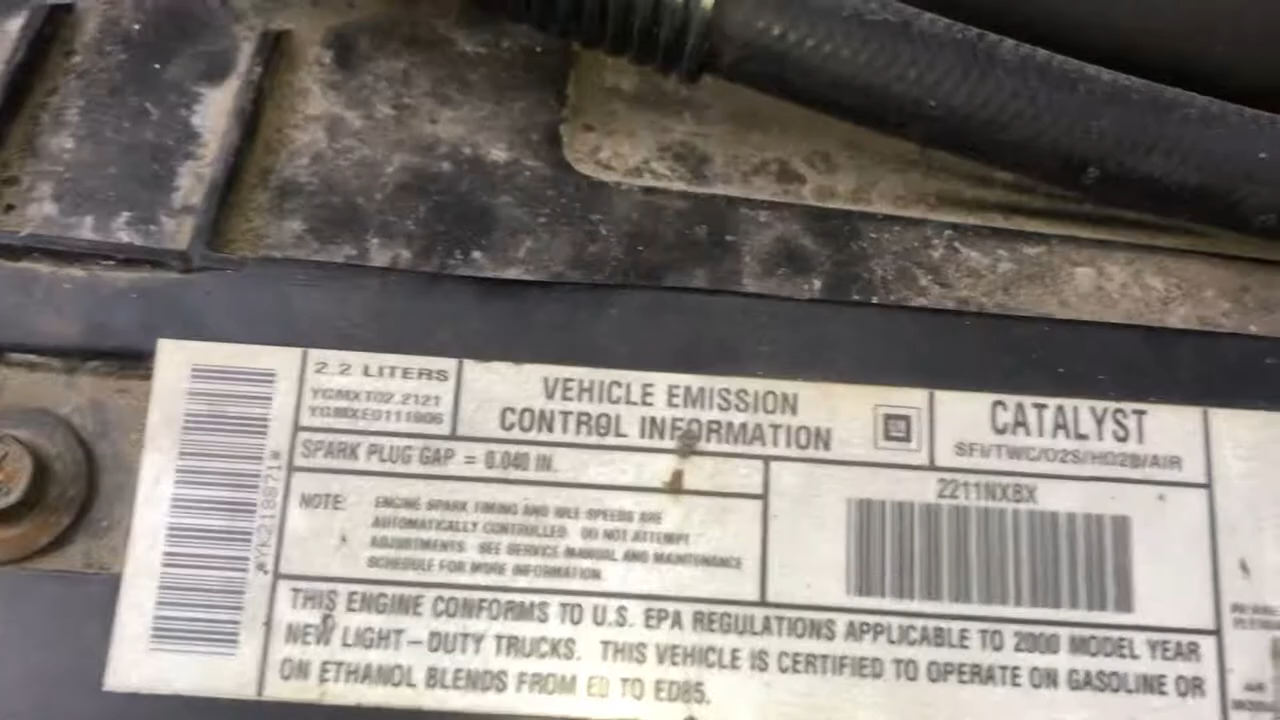 2.2 LITERS
YGMXT02.2121
YGMXE0111906
VEHICLE EMISSION
CONTROL INFORMATION
GM
CATALYST
SFI/TWC/O2S/HO2S/AIR
SPARK PLUG GAP = 0.040 IN.
2211NXBX
NOTE: ENGINE SPARK TIMING AND IDLE SPEEDS ARE
AUTOMATICALLY CONTROLLED. DO NOT ATTEMPT
ADJUSTMENTS. SEE SERVICE MANUAL AND MAINTENANCE
SCHEDULE FOR MORE INFORMATION.
*YK218871*
THIS ENGINE CONFORMS TO U.S. EPA REGULATIONS APPLICABLE TO 2000 MODEL YEAR
NEW LIGHT-DUTY TRUCKS. THIS VEHICLE IS CERTIFIED TO OPERATE ON GASOLINE OR
ON ETHANOL BLENDS FROM E0 TO ED85.